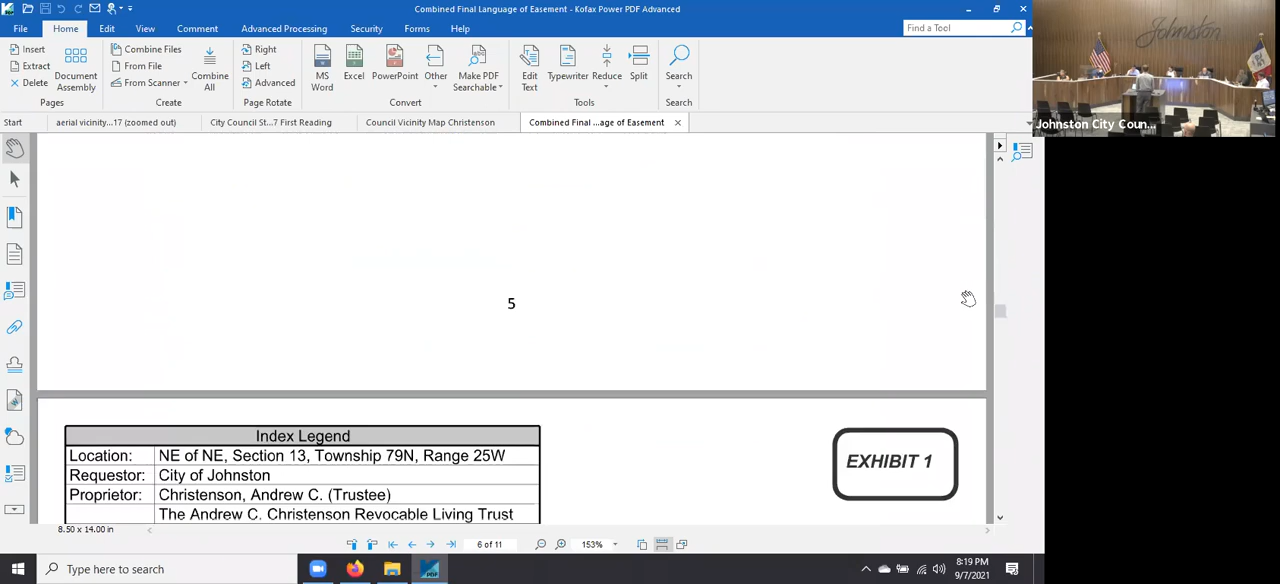 Combined Final Language of Easement - Kofax Power PDF Advanced
File Home Edit View Comment Advanced Processing Security Forms Help Find a Tool
Insert
Extract
Delete
Document Assembly
Pages
Combine Files
From File
From Scanner
Combine All
Create
Right
Left
Advanced
Page Rotate
MS Word
Excel
PowerPoint
Other
Make PDF Searchable
Convert
Edit Text
Typewriter
Reduce
Split
Tools
Search
Search
Start aerial vicinity...17 (zoomed out) City Council St...7 First Reading Council Vicinity Map Christenson Combined Final ...age of Easement
Johnston
Johnston City Coun...
5
Index Legend
Location: NE of NE, Section 13, Township 79N, Range 25W
Requestor: City of Johnston
Proprietor: Christenson, Andrew C. (Trustee)
The Andrew C. Christenson Revocable Living Trust
EXHIBIT 1
8.50 x 14.00 in
6 of 11
153%
Type here to search
8:19 PM
9/7/2021